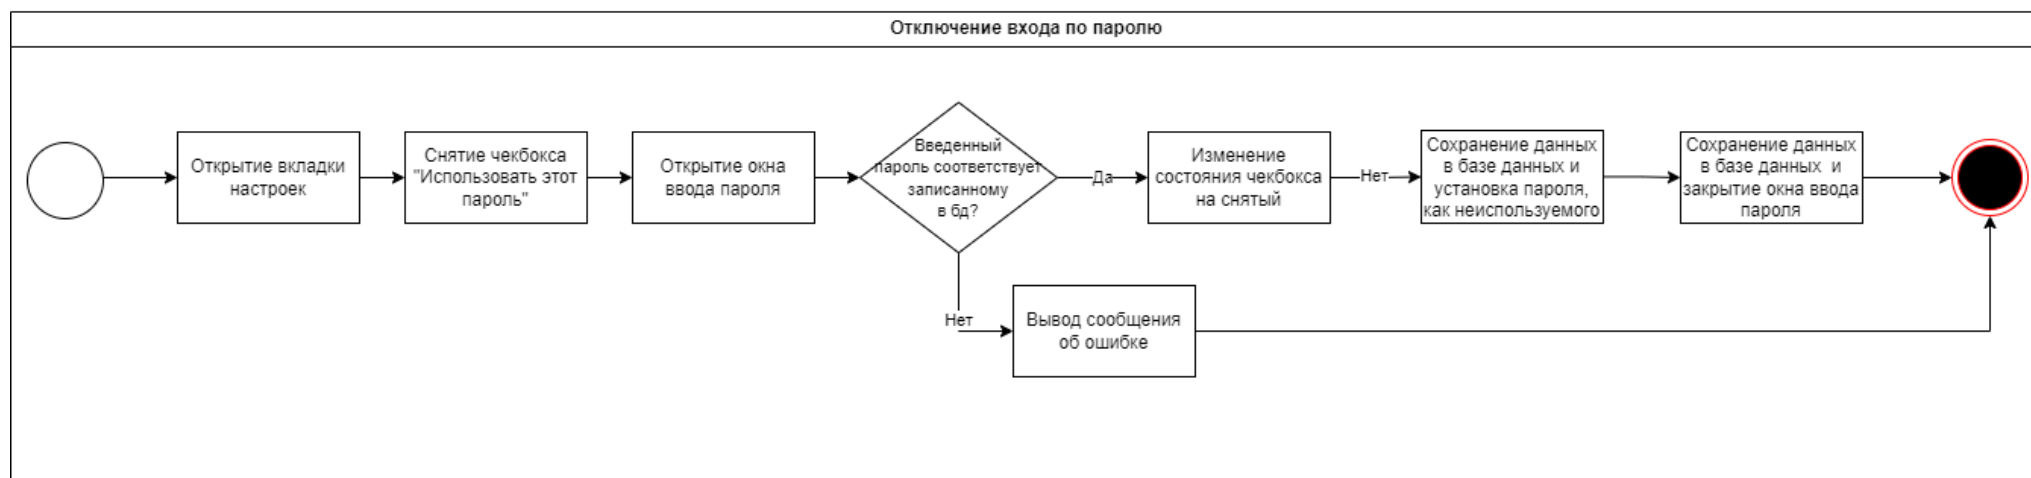 Отключение входа по паролю
Открытие вкладки
настроек
Снятие чекбокса
"Использовать этот
пароль"
Открытие окна
ввода пароля
Введенный
пароль соответствует
записанному
в бд?
Да
Изменение
состояния чекбокса
на снятый
Нет
Сохранение данных
в базе данных и
установка пароля,
как неиспользуемого
Сохранение данных
в базе данных и
закрытие окна ввода
пароля
Нет
Вывод сообщения
об ошибке